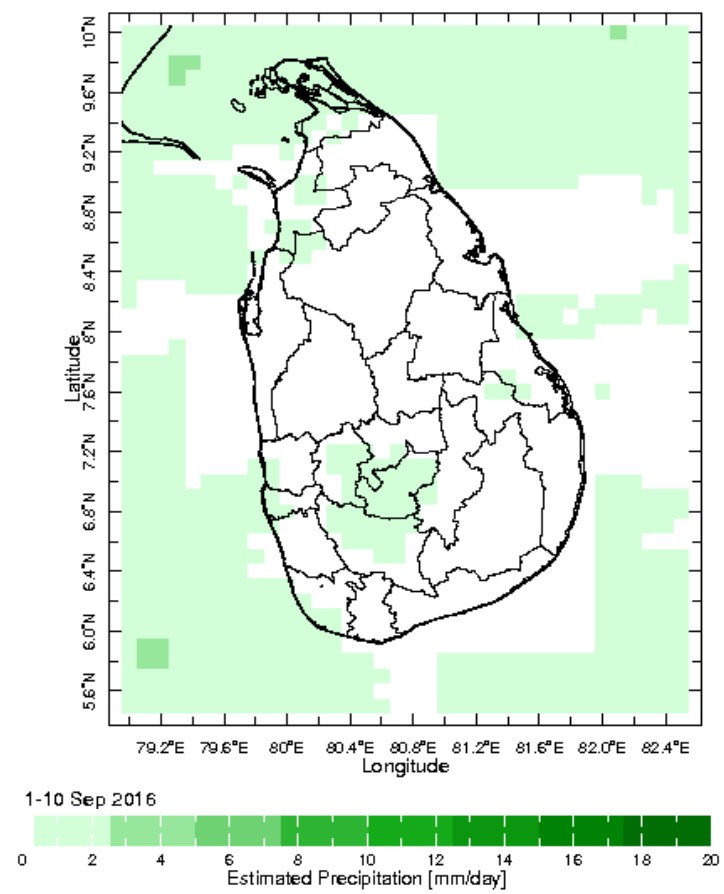 10°N
9.6°N
9.2°N
8.8°N
8.4°N
8°N
7.6°N
7.2°N
6.8°N
6.4°N
6.0°N
5.6°N
Latitude
79.2°E 79.6°E 80°E 80.4°E 80.8°E 81.2°E 81.6°E 82.0°E 82.4°E
Longitude
1-10 Sep 2016
0 2 4 6 8 10 12 14 16 18 20
Estimated Precipitation [mm/day]